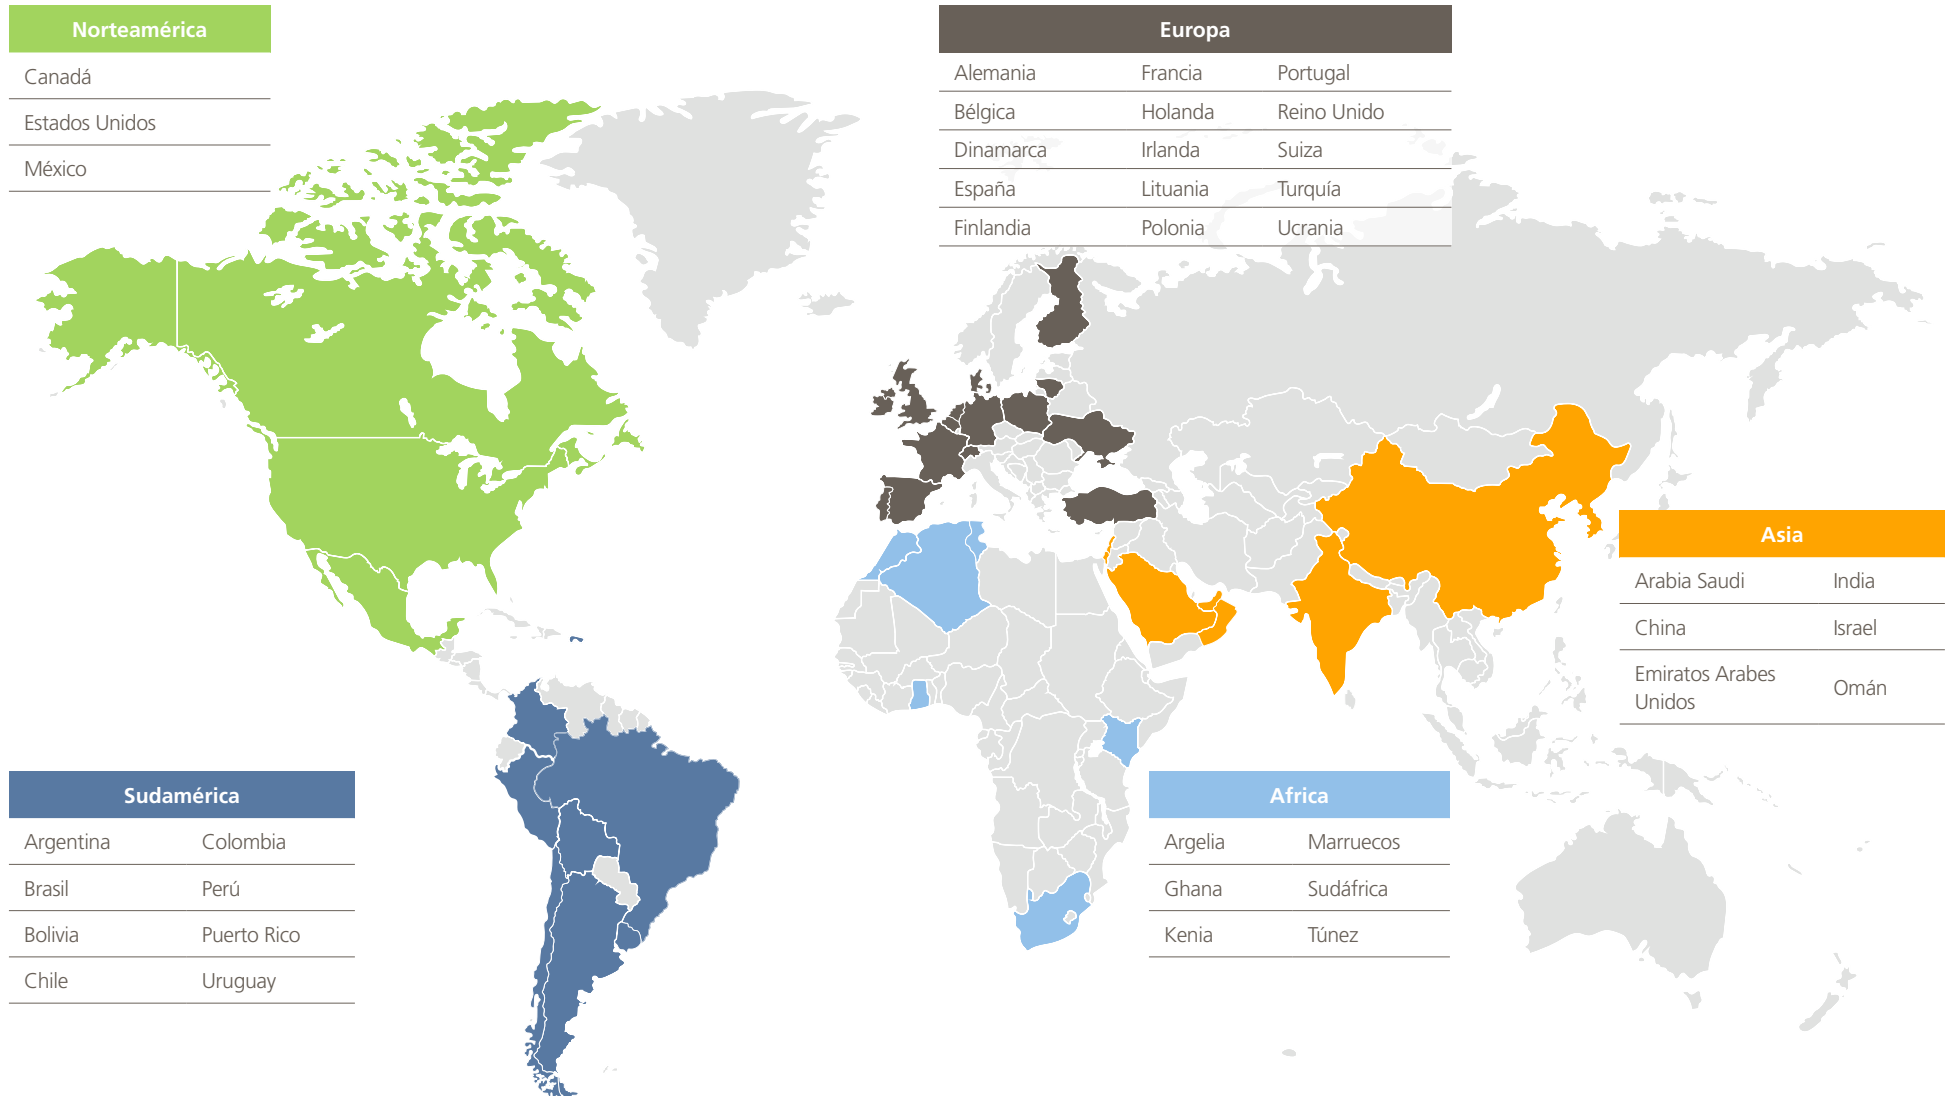 Norteamérica
Canadá
Estados Unidos
México
Europa
Alemania Francia Portugal
Bélgica Holanda Reino Unido
Dinamarca Irlanda Suiza
España Lituania Turquía
Finlandia Polonia Ucrania
Asia
Arabia Saudi India
China Israel
Emiratos Arabes
Unidos Omán
Sudamérica
Argentina Colombia
Brasil Perú
Bolivia Puerto Rico
Chile Uruguay
Africa
Argelia Marruecos
Ghana Sudáfrica
Kenia Túnez